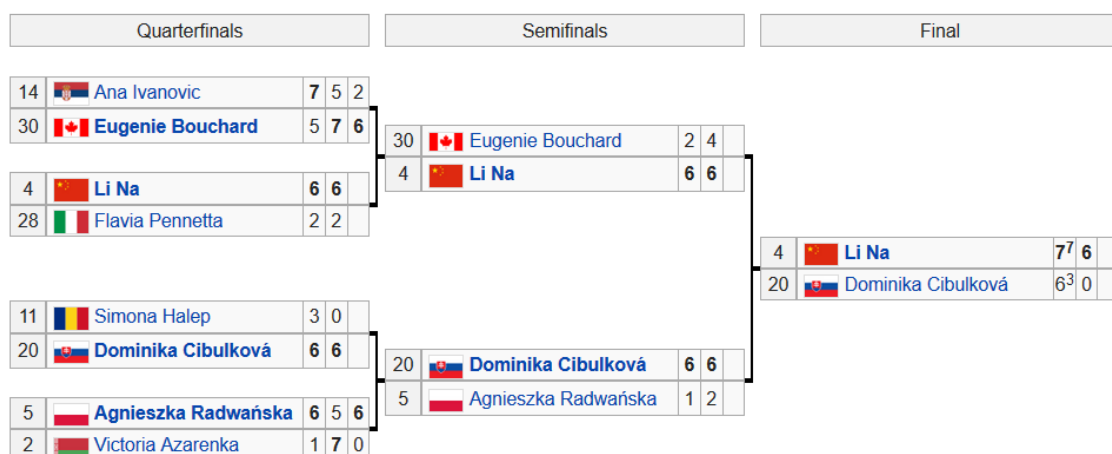 Quarterfinals Semifinals Final
14 Ana Ivanovic 7 5 2
30 Eugenie Bouchard 5 7 6
30 Eugenie Bouchard 2 4
4 Li Na 6 6
4 Li Na 6 6
28 Flavia Pennetta 2 2
4 Li Na 7⁷ 6
20 Dominika Cibulková 6³ 0
11 Simona Halep 3 0
20 Dominika Cibulková 6 6
20 Dominika Cibulková 6 6
5 Agnieszka Radwańska 1 2
5 Agnieszka Radwańska 6 5 6
2 Victoria Azarenka 1 7 0